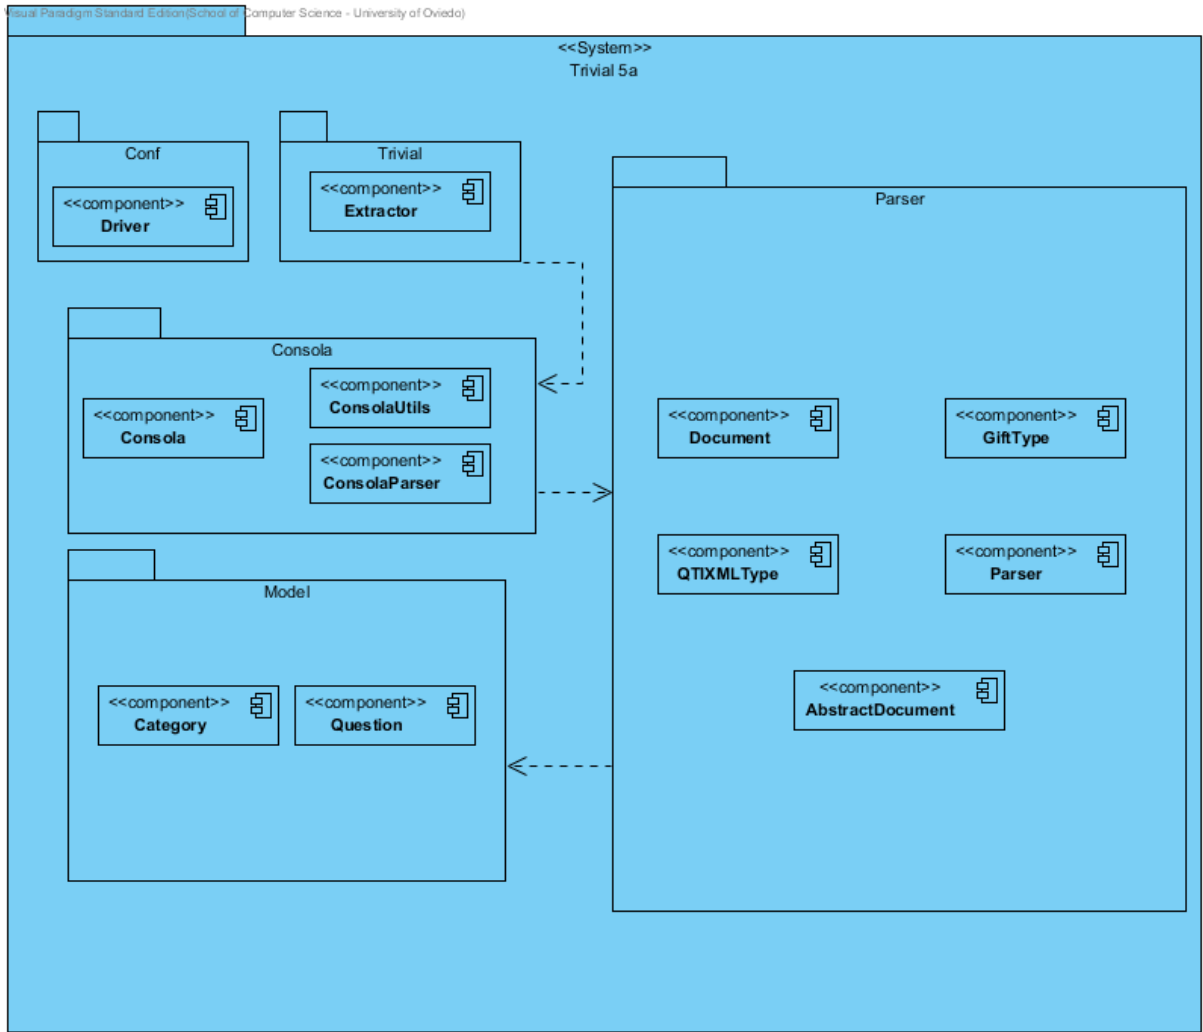 Visual Paradigm Standard Edition(School of Computer Science - University of Oviedo)
<<System>>
Trivial 5a
Conf
<<component>>
Driver
Trivial
<<component>>
Extractor
Parser
Consola
<<component>>
Consola
<<component>>
ConsolaUtils
<<component>>
ConsolaParser
<<component>>
Document
<<component>>
GiftType
<<component>>
QTIXMLType
<<component>>
Parser
<<component>>
AbstractDocument
Model
<<component>>
Category
<<component>>
Question